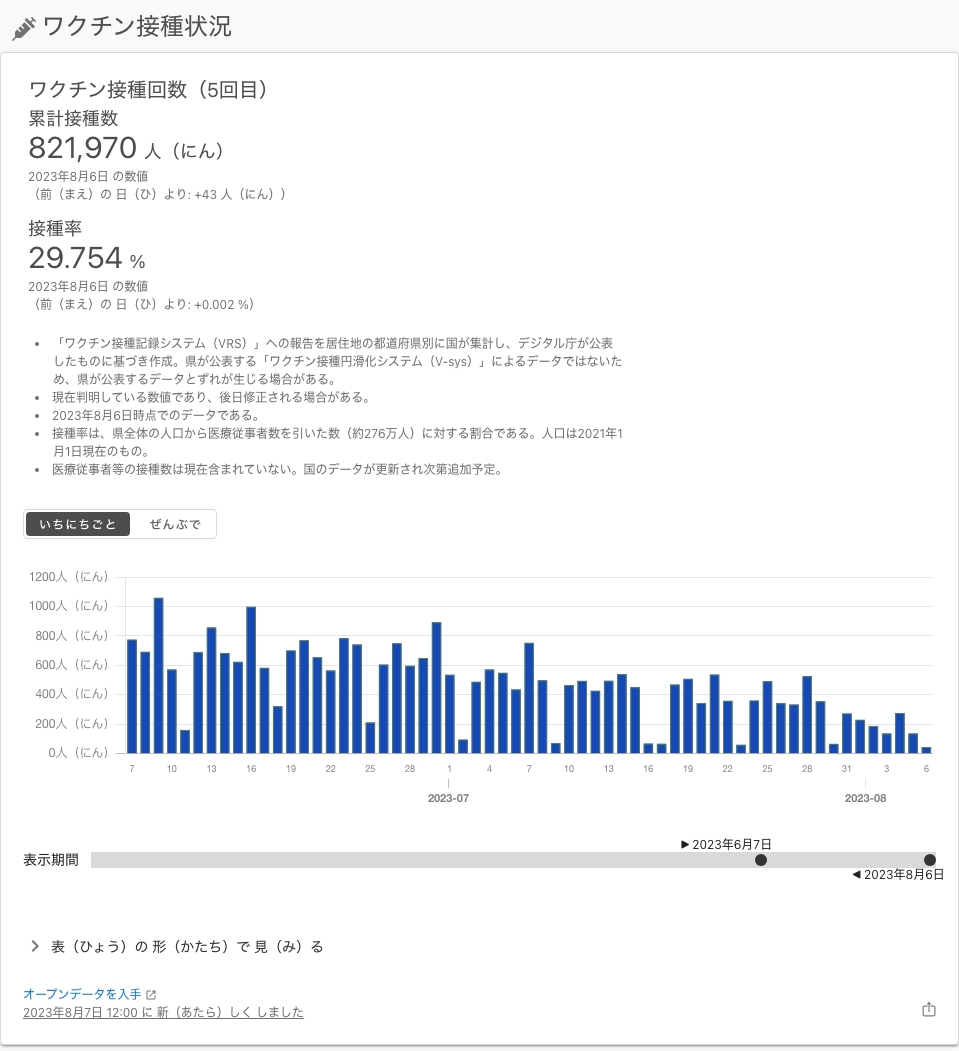 ワクチン接種状況
ワクチン接種回数（5回目）
累計接種数
821,970 人（にん）
2023年8月6日 の数値
（前（まえ）の 日（ひ）より: +43 人（にん））
接種率
29.754 %
2023年8月6日 の数値
（前（まえ）の 日（ひ）より: +0.002 %）
「ワクチン接種記録システム（VRS）」への報告を居住地の都道府県別に国が集計し、デジタル庁が公表
したものに基づき作成。県が公表する「ワクチン接種円滑化システム（V-sys）」によるデータではないた
め、県が公表するデータとずれが生じる場合がある。
現在判明している数値であり、後日修正される場合がある。
2023年8月6日時点でのデータである。
接種率は、県全体の人口から医療従事者数を引いた数（約276万人）に対する割合である。人口は2021年1
月1日現在のもの。
医療従事者等の接種数は現在含まれていない。国のデータが更新され次第追加予定。
いちにちごと ぜんぶで
1200人（にん）
1000人（にん）
800人（にん）
600人（にん）
400人（にん）
200人（にん）
0人（にん）
7 10 13 16 19 22 25 28 1 4 7 10 13 16 19 22 25 28 31 3 6
2023-07 2023-08
▶ 2023年6月7日
表示期間
◀ 2023年8月6日
表（ひょう）の 形（かたち）で 見（み）る
オープンデータを入手
2023年8月7日 12:00 に 新（あたら）しく しました